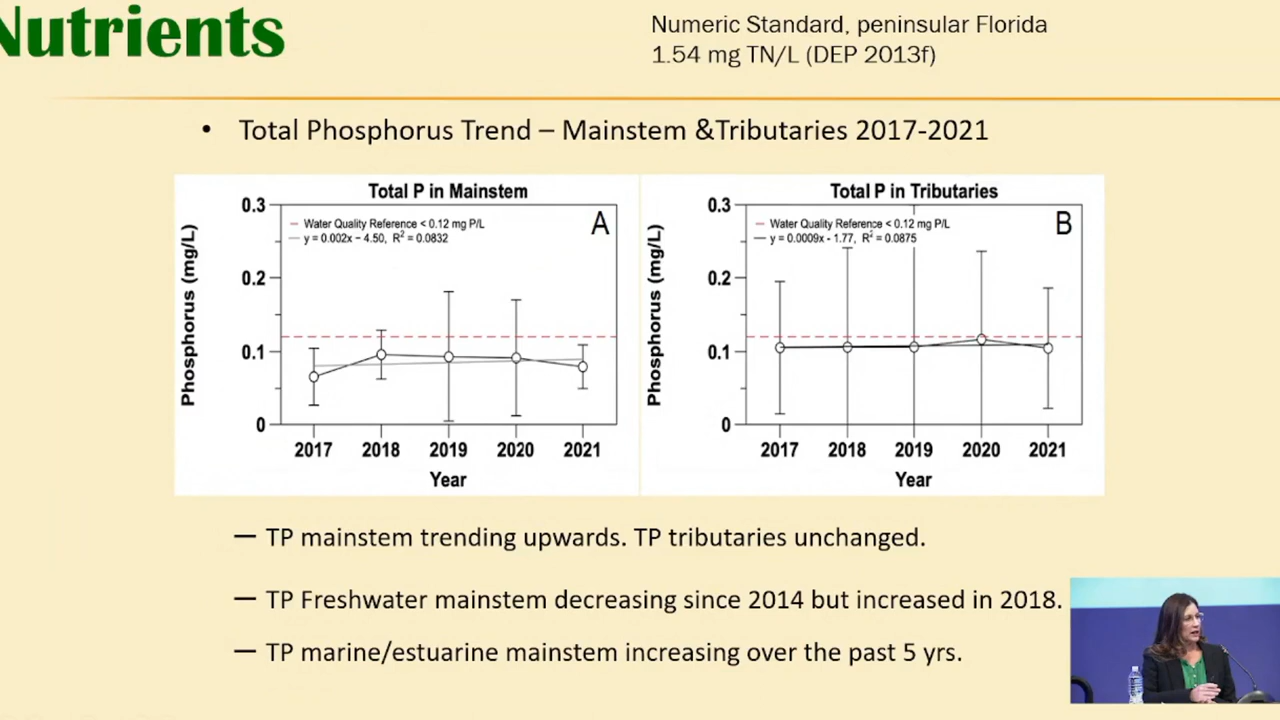 Nutrients
Numeric Standard, peninsular Florida
1.54 mg TN/L (DEP 2013f)
• Total Phosphorus Trend – Mainstem &Tributaries 2017-2021
Total P in Mainstem
A
Water Quality Reference < 0.12 mg P/L
y = 0.002x – 4.50, R² = 0.0832
Phosphorus (mg/L)
0.3
0.2
0.1
0
2017 2018 2019 2020 2021
Year
Total P in Tributaries
B
Water Quality Reference < 0.12 mg P/L
y = 0.0009x - 1.77, R² = 0.0875
Phosphorus (mg/L)
0.3
0.2
0.1
0
2017 2018 2019 2020 2021
Year
— TP mainstem trending upwards. TP tributaries unchanged.
— TP Freshwater mainstem decreasing since 2014 but increased in 2018.
— TP marine/estuarine mainstem increasing over the past 5 yrs.